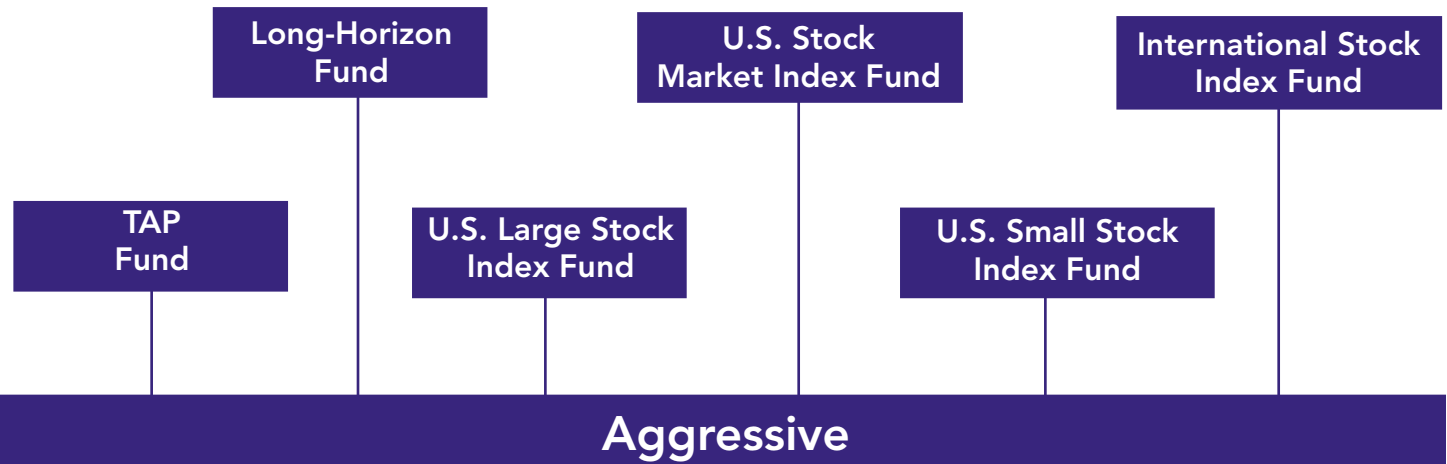 Long-Horizon
Fund
U.S. Stock
Market Index Fund
International Stock
Index Fund
TAP
Fund
U.S. Large Stock
Index Fund
U.S. Small Stock
Index Fund
Aggressive